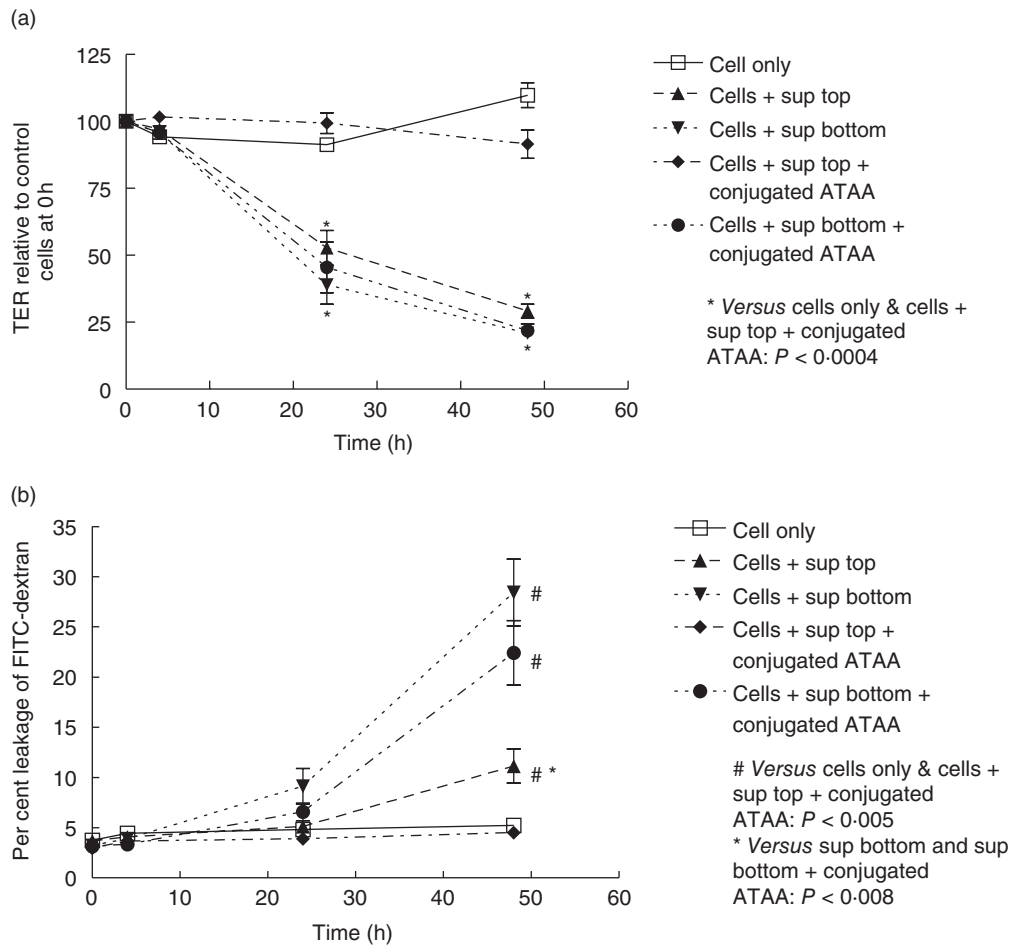 (a)
125
100
75
50
25
0
TER relative to control
cells at 0h
0 10 20 30 40 50 60
Time (h)
*
*
*
*
Cell only
Cells + sup top
Cells + sup bottom
Cells + sup top +
conjugated ATAA
Cells + sup bottom +
conjugated ATAA
* Versus cells only & cells +
sup top + conjugated
ATAA: P < 0·0004
(b)
35
30
25
20
15
10
5
0
Per cent leakage of FITC-dextran
0 10 20 30 40 50 60
Time (h)
#
#
# *
Cell only
Cells + sup top
Cells + sup bottom
Cells + sup top +
conjugated ATAA
Cells + sup bottom +
conjugated ATAA
# Versus cells only & cells +
sup top + conjugated
ATAA: P < 0·005
* Versus sup bottom and sup
bottom + conjugated
ATAA: P < 0·008